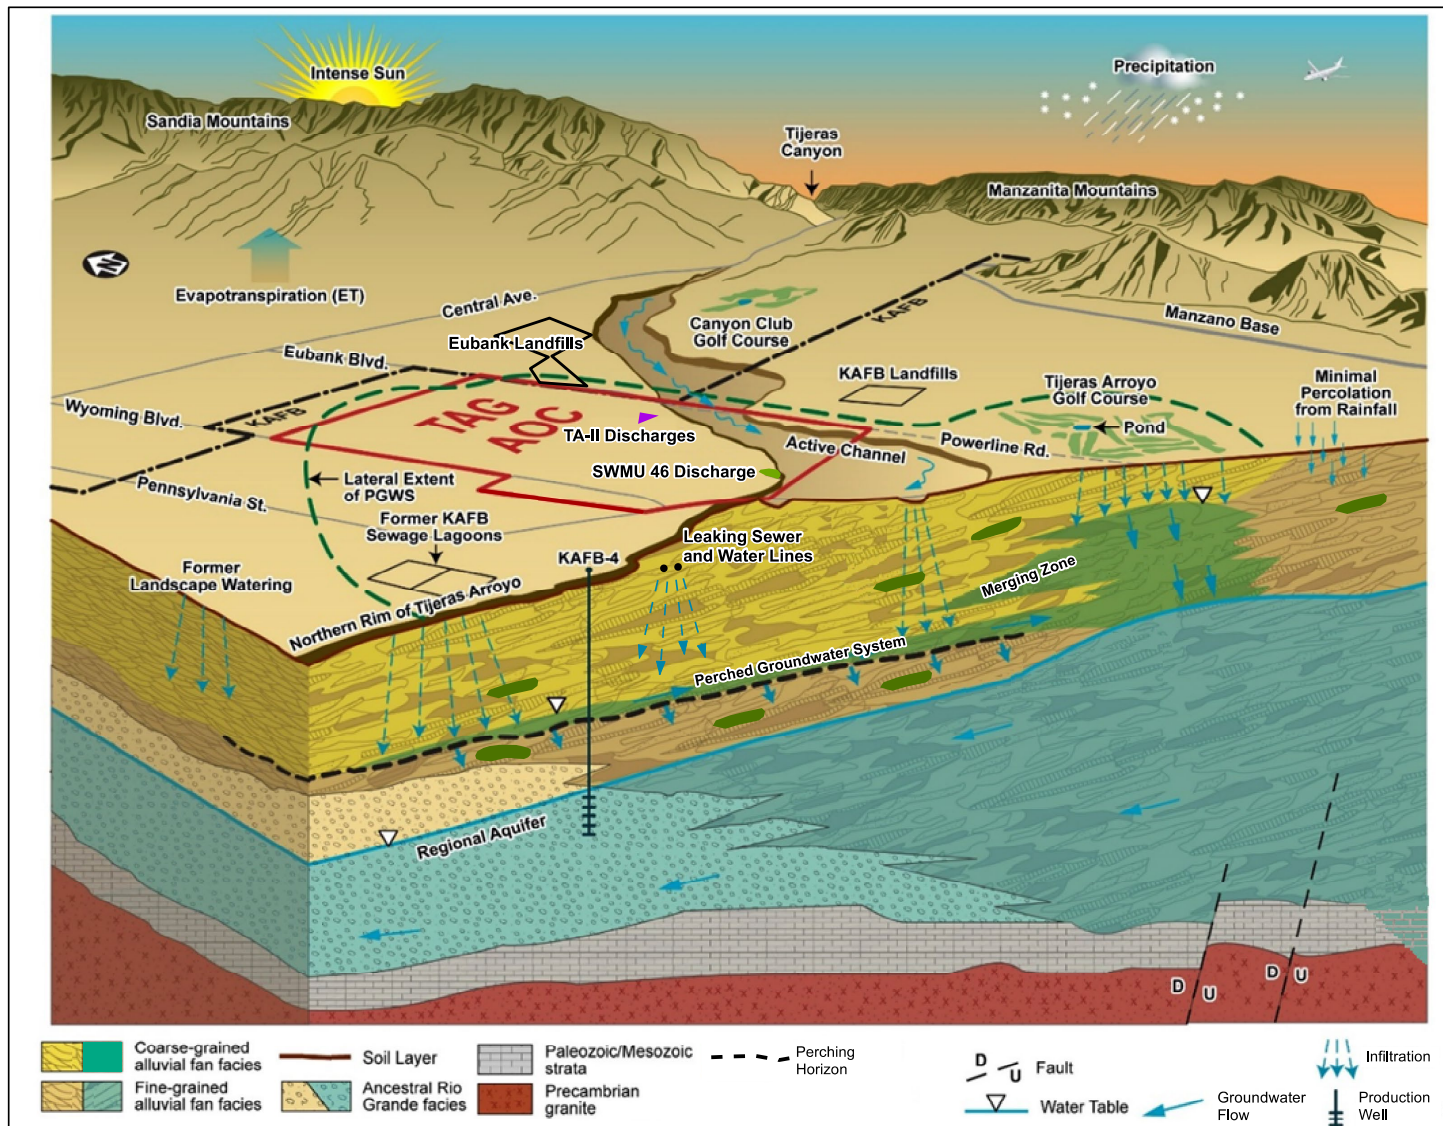 Intense Sun
Precipitation
Sandia Mountains
Tijeras
Canyon
Manzanita Mountains
N
Evapotranspiration (ET)
Central Ave.
KAFB
Canyon Club
Golf Course
Manzano Base
Eubank Landfills
Eubank Blvd.
KAFB Landfills
Tijeras Arroyo
Golf Course
Minimal
Percolation
from Rainfall
Wyoming Blvd.
KAFB
TAG
AOC
TA-II Discharges
Pond
Active Channel
Powerline Rd.
SWMU 46 Discharge
Lateral Extent
of PGWS
Pennsylvania St.
Former KAFB
Sewage Lagoons
KAFB-4
Leaking Sewer
and Water Lines
Former
Landscape Watering
Northern Rim of Tijeras Arroyo
Merging Zone
Perched Groundwater System
Regional Aquifer
D
U
D
U
Coarse-grained
alluvial fan facies
Soil Layer
Paleozoic/Mesozoic
strata
Perching
Horizon
D
U
Fault
Infiltration
Fine-grained
alluvial fan facies
Ancestral Rio
Grande facies
Precambrian
granite
Water Table
Groundwater
Flow
Production
Well